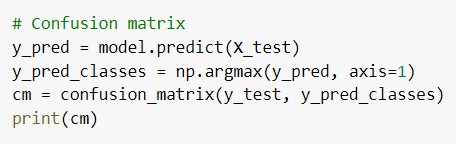 # Confusion matrix
y_pred = model.predict(X_test)
y_pred_classes = np.argmax(y_pred, axis=1)
cm = confusion_matrix(y_test, y_pred_classes)
print(cm)